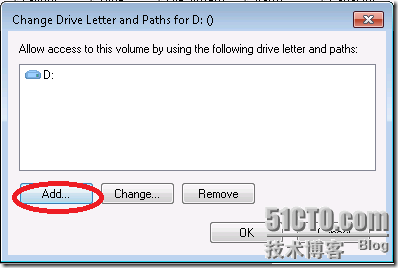 Change Drive Letter and Paths for D: ()
Allow access to this volume by using the following drive letter and paths:
D:
Add... Change... Remove
OK
51CTO.com
技术博客 Blog